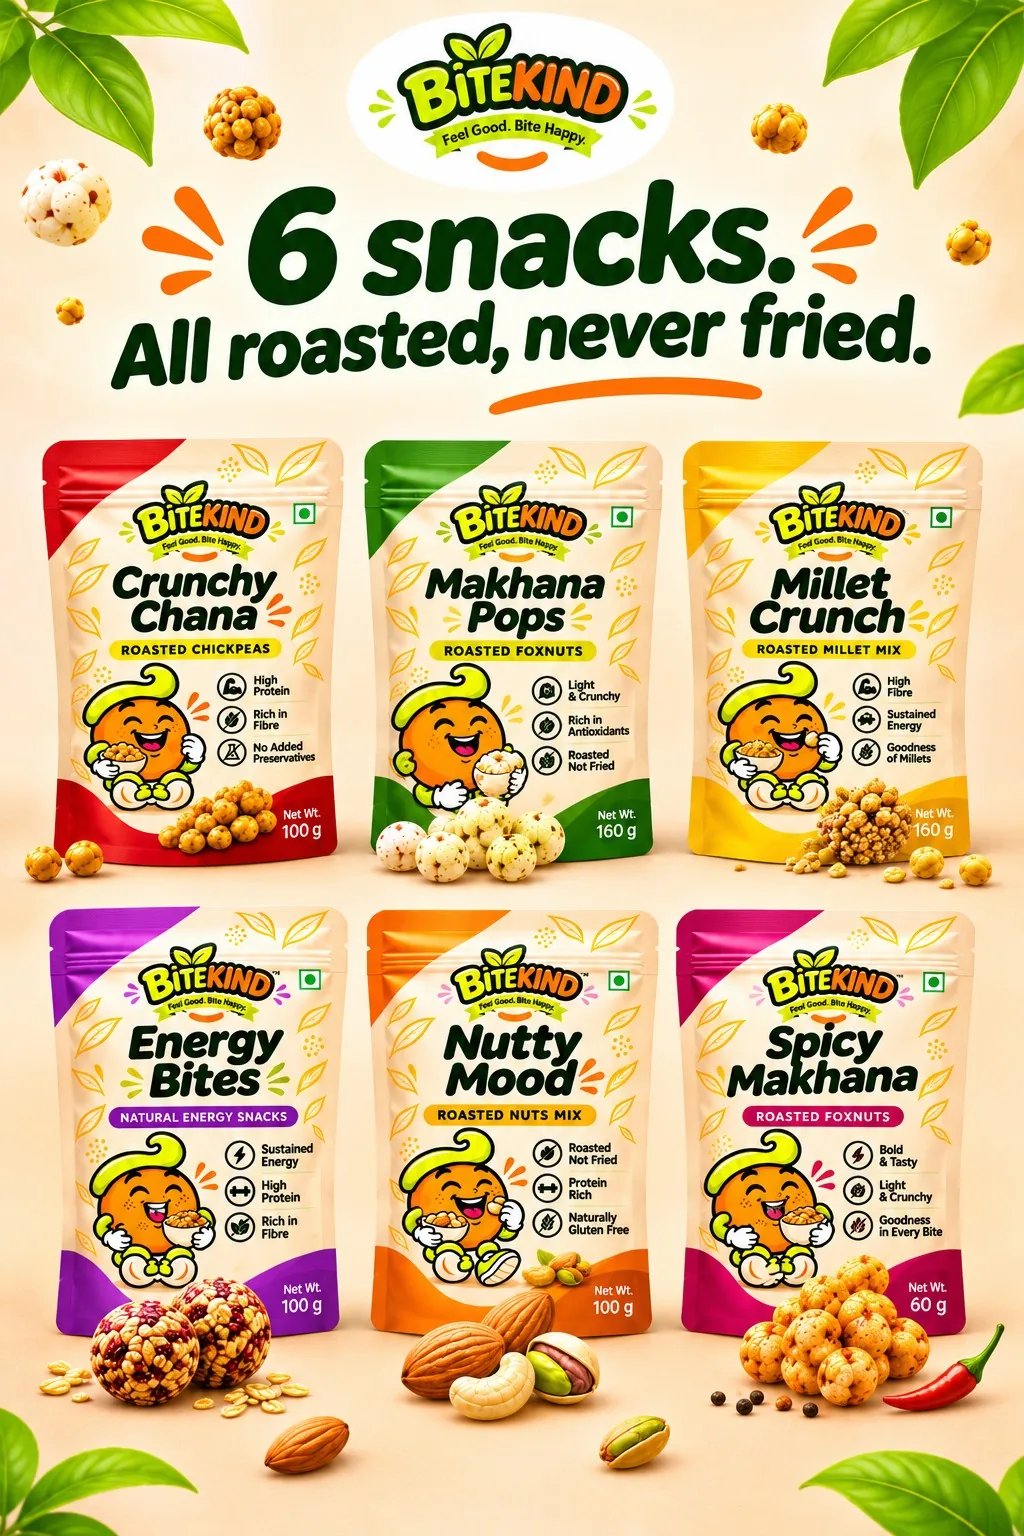 BiTEKIND
Feel Good. Bite Happy.
6 snacks.
All roasted, never fried.
BiTEKIND
Feel Good. Bite Happy.
Crunchy
Chana
ROASTED CHICKPEAS
High
Protein
Rich in
Fibre
No Added
Preservatives
Net Wt.
100 g
BiTEKIND
Feel Good. Bite Happy.
Makhana
Pops
ROASTED FOXNUTS
Light
& Crunchy
Rich in
Antioxidants
Roasted
Not Fried
Net Wt.
160 g
BiTEKIND
Feel Good. Bite Happy.
Millet
Crunch
ROASTED MILLET MIX
High
Fibre
Sustained
Energy
Goodness
of Millets
Net Wt.
160 g
BiTEKIND™
Feel Good. Bite Happy.
Energy
Bites
NATURAL ENERGY SNACKS
Sustained
Energy
High
Protein
Rich in
Fibre
Net Wt.
100 g
BiTEKIND™
Feel Good. Bite Happy.
Nutty
Mood
ROASTED NUTS MIX
Roasted
Not Fried
Protein
Rich
Naturally
Gluten Free
Net Wt.
100 g
BiTEKIND™
Feel Good. Bite Happy.
Spicy
Makhana
ROASTED FOXNUTS
Bold
& Tasty
Light
& Crunchy
Goodness
in Every Bite
Net Wt.
60 g